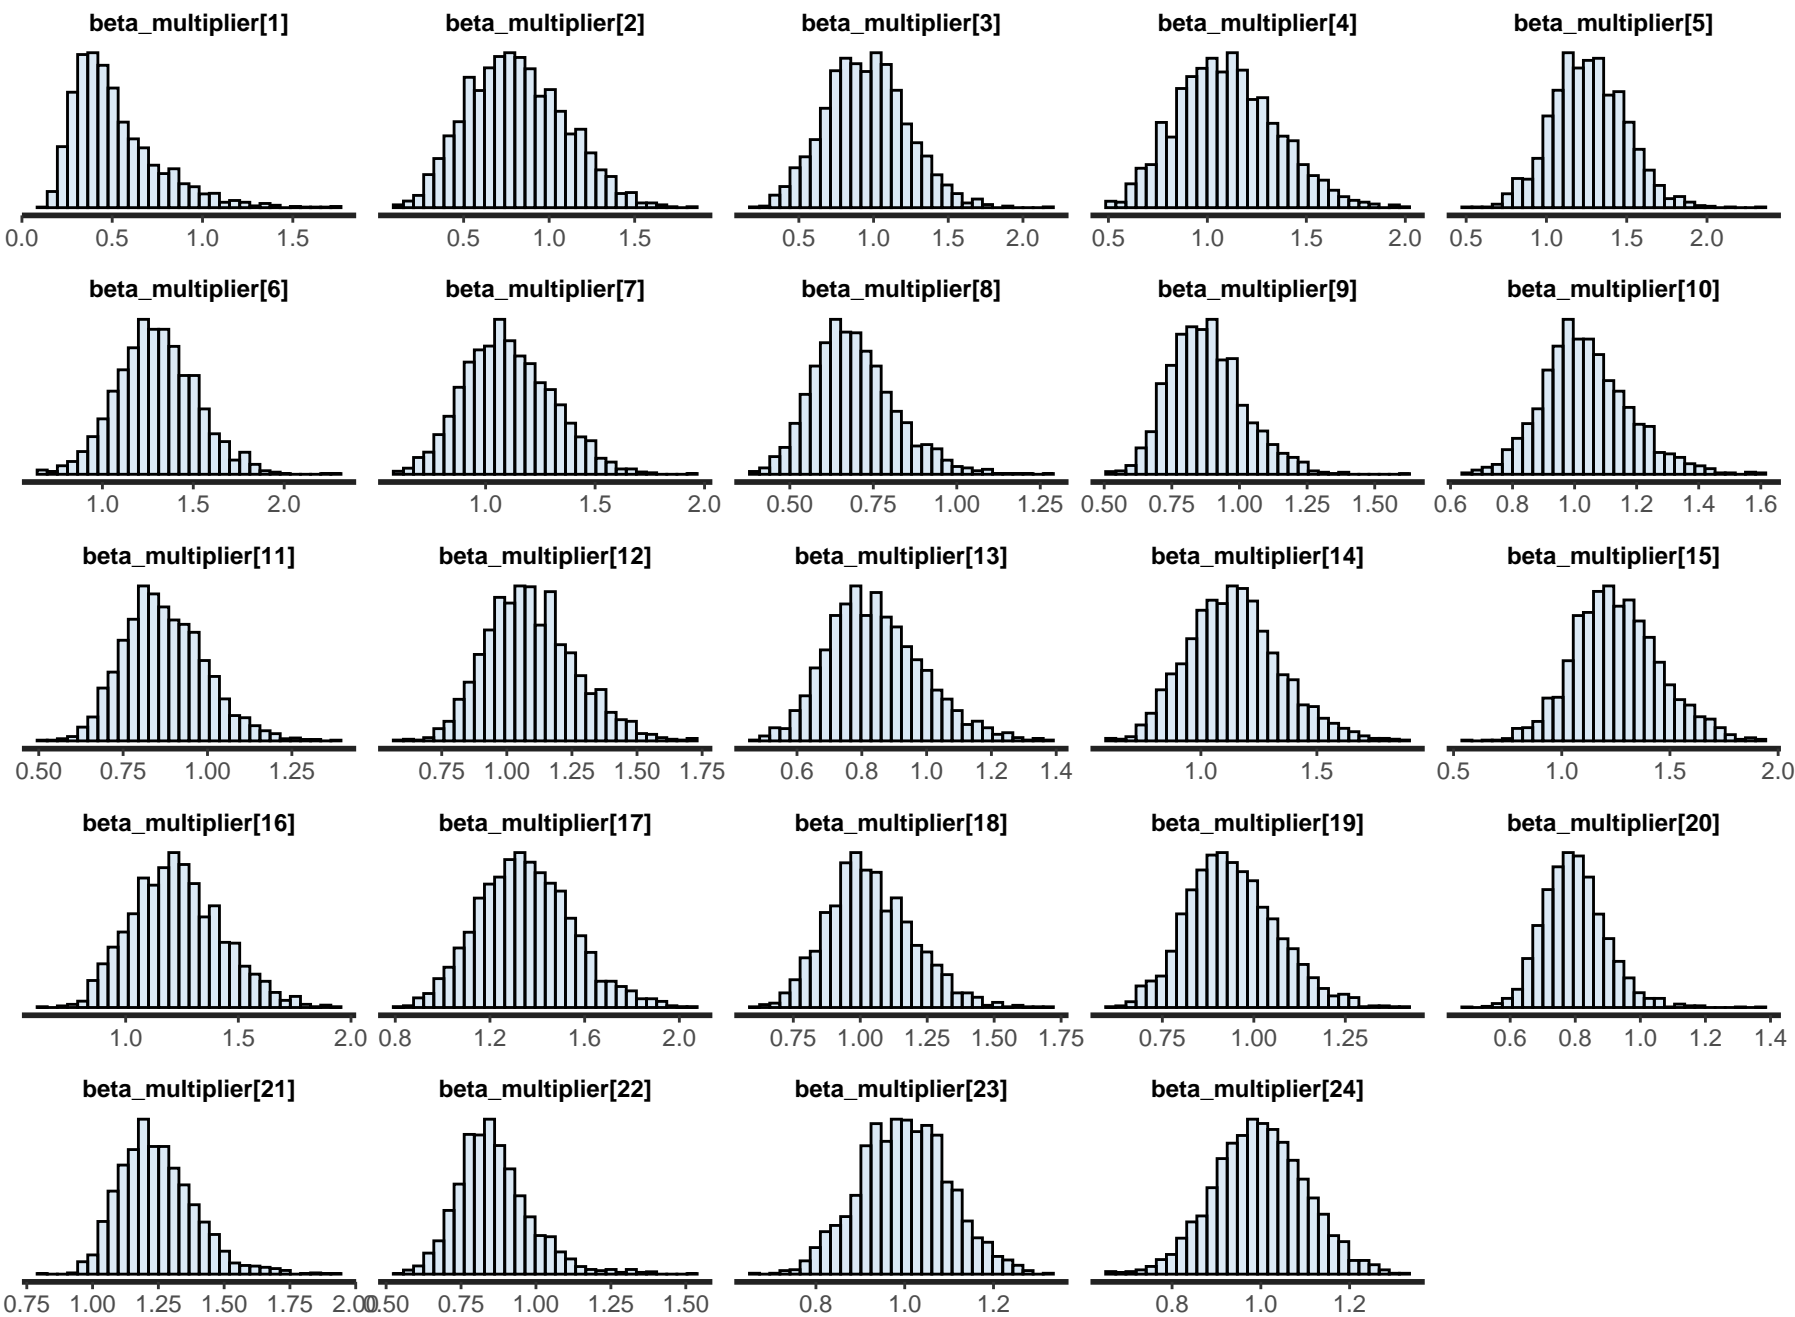 beta_multiplier[1] beta_multiplier[2] beta_multiplier[3] beta_multiplier[4] beta_multiplier[5]
0.0 0.5 1.0 1.5 0.5 1.0 1.5 0.5 1.0 1.5 2.0 0.5 1.0 1.5 2.0 0.5 1.0 1.5 2.0
beta_multiplier[6] beta_multiplier[7] beta_multiplier[8] beta_multiplier[9] beta_multiplier[10]
1.0 1.5 2.0 1.0 1.5 2.0 0.50 0.75 1.00 1.25 0.50 0.75 1.00 1.25 1.50 0.6 0.8 1.0 1.2 1.4 1.6
beta_multiplier[11] beta_multiplier[12] beta_multiplier[13] beta_multiplier[14] beta_multiplier[15]
0.50 0.75 1.00 1.25 0.75 1.00 1.25 1.50 1.75 0.6 0.8 1.0 1.2 1.4 1.0 1.5 0.5 1.0 1.5 2.0
beta_multiplier[16] beta_multiplier[17] beta_multiplier[18] beta_multiplier[19] beta_multiplier[20]
1.0 1.5 2.0 0.8 1.2 1.6 2.0 0.75 1.00 1.25 1.50 1.75 0.75 1.00 1.25 0.6 0.8 1.0 1.2 1.4
beta_multiplier[21] beta_multiplier[22] beta_multiplier[23] beta_multiplier[24]
0.75 1.00 1.25 1.50 1.75 2.00 0.50 0.75 1.00 1.25 1.50 0.8 1.0 1.2 0.8 1.0 1.2